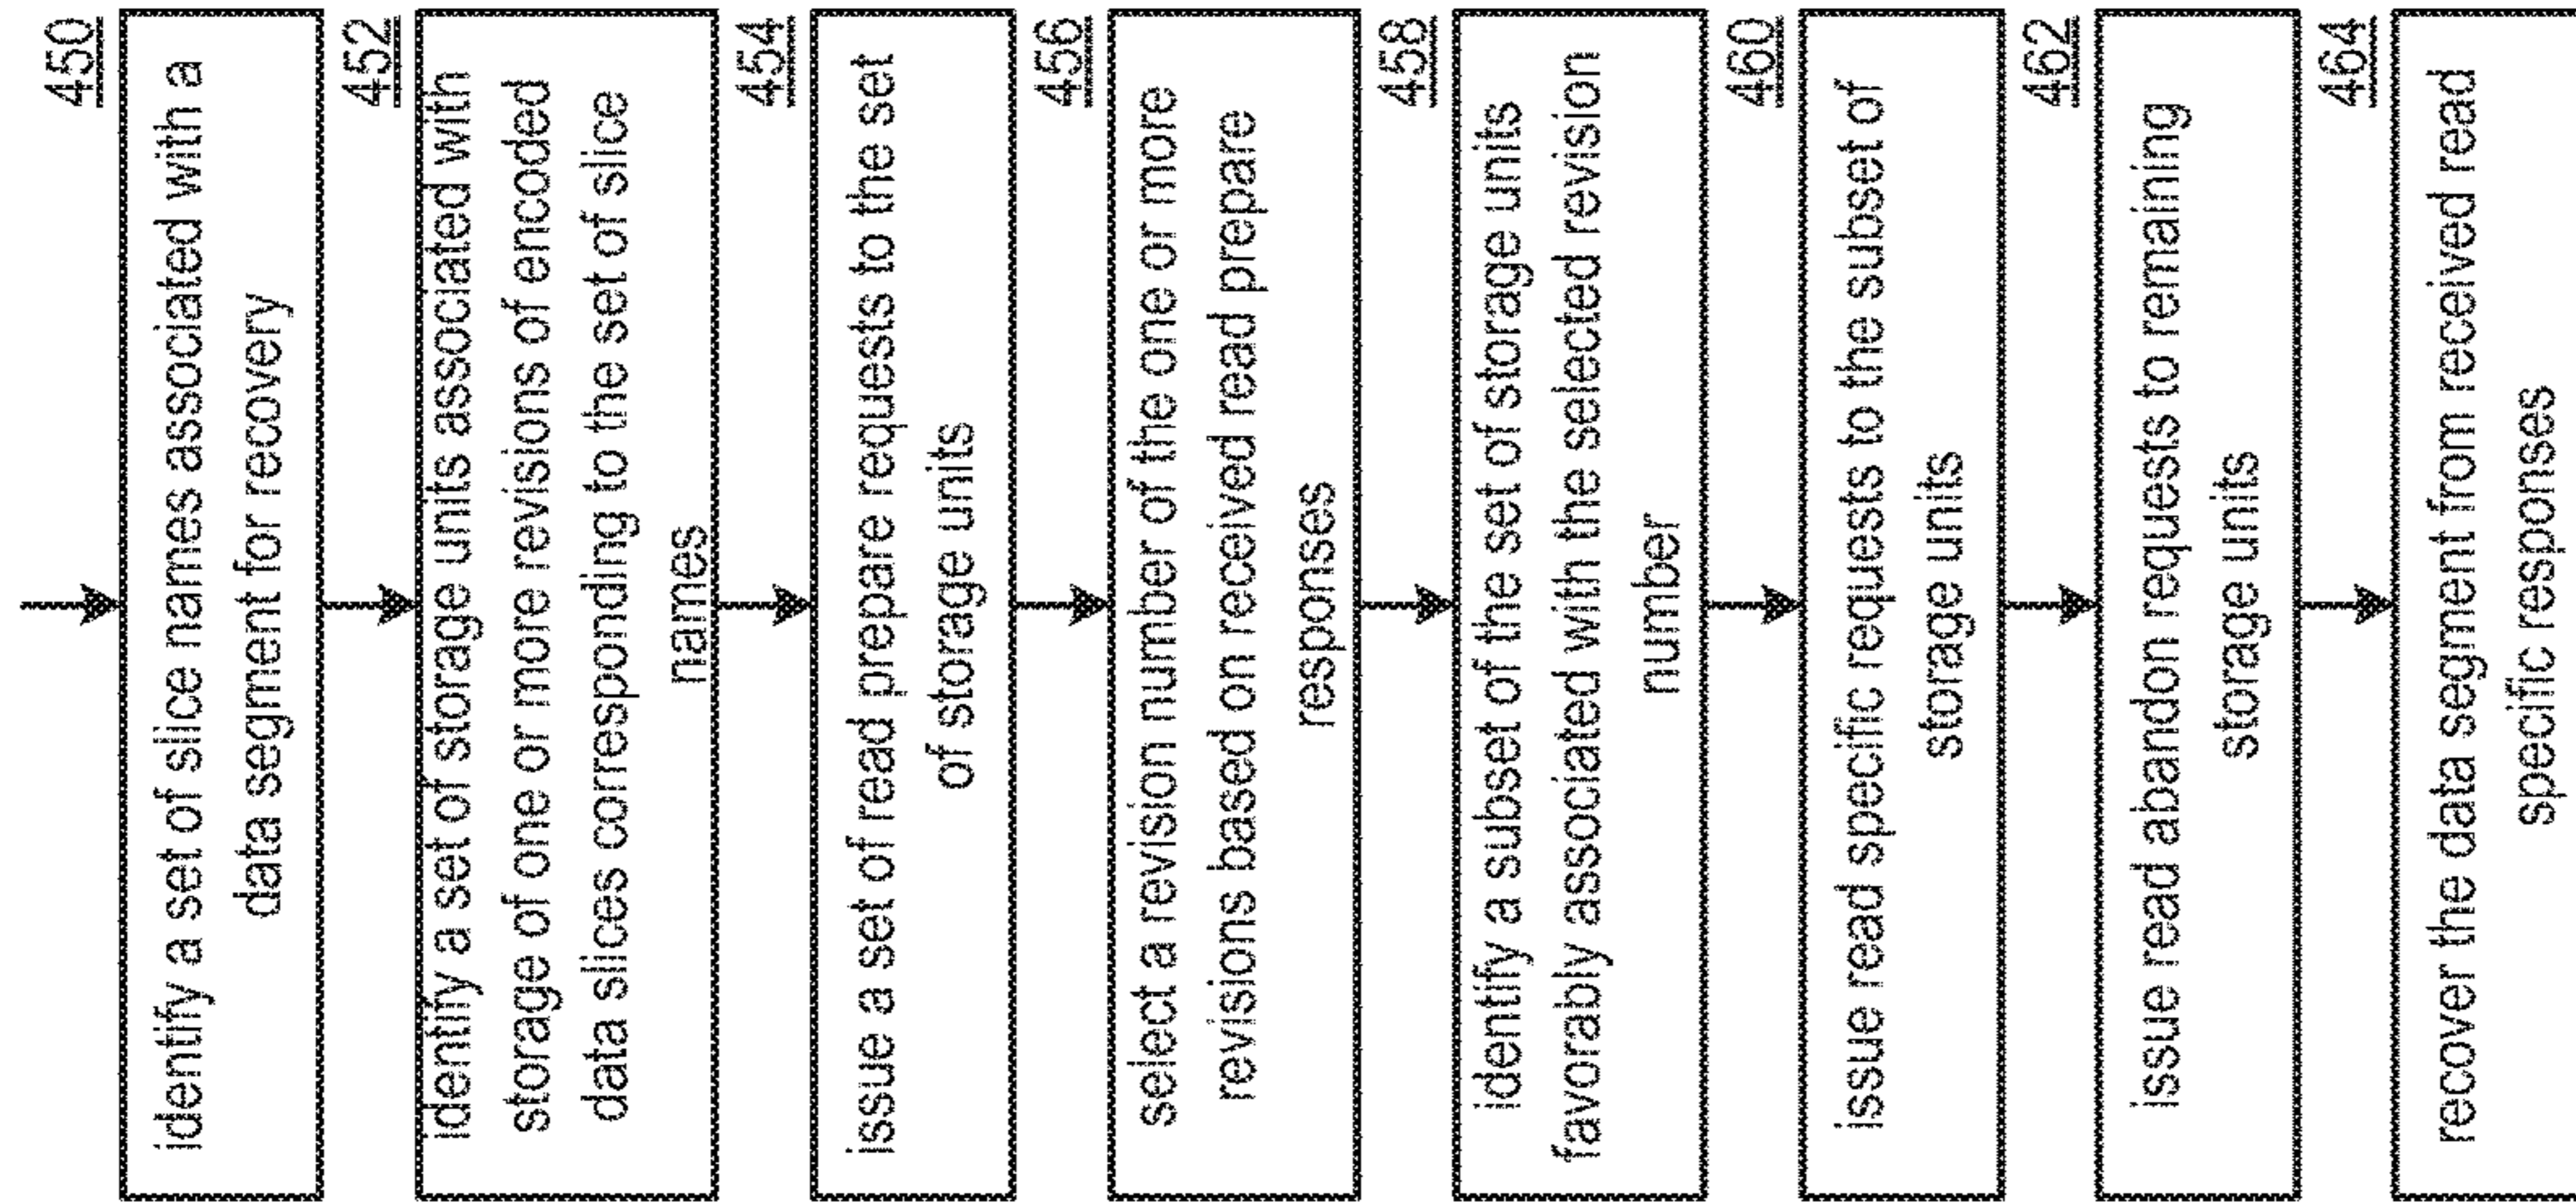 450
identify a set of slice names associated with a
data segment for recovery
452
identify a set of storage units associated with
storage of one or more revisions of encoded
data slices corresponding to the set of slice
names
454
issue a set of read prepare requests to the set
of storage units
456
select a revision number of the one or more
revisions based on received read prepare
responses
458
identify a subset of the set of storage units
favorably associated with the selected revision
number
460
issue read specific requests to the subset of
storage units
462
issue read abandon requests to remaining
storage units
464
recover the data segment from received read
specific responses